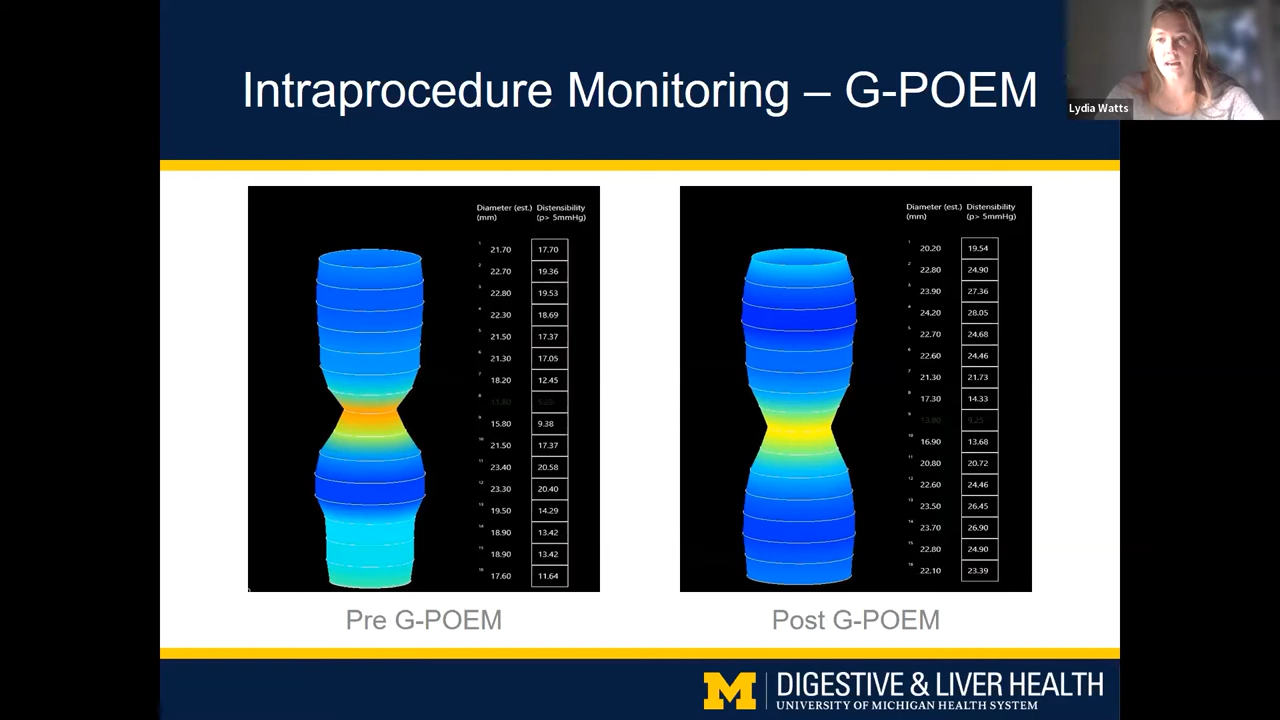 Intraprocedure Monitoring – G-POEM
Lydia Watts
Diameter (est.) Distensibility
(mm) (p> 5mmHg)
1 21.70 17.70
2 22.70 19.36
3 22.80 19.53
4 22.30 18.69
5 21.50 17.37
6 21.30 17.05
7 18.20 12.45
8 11.80
9 15.80 9.38
10 21.50 17.37
11 23.40 20.58
12 23.30 20.40
13 19.50 14.29
14 18.90 13.42
15 18.90 13.42
16 17.60 11.64
Pre G-POEM
Diameter (est.) Distensibility
(mm) (p> 5mmHg)
1 20.20 19.54
2 22.80 24.90
3 23.90 27.36
4 24.20 28.05
5 22.70 24.68
6 22.60 24.46
7 21.30 21.73
8 17.30 14.33
9 13.80 9.25
10 16.90 13.68
11 20.80 20.72
12 22.60 24.46
13 23.50 26.45
14 23.70 26.90
15 22.80 24.90
16 22.10 23.39
Post G-POEM
M DIGESTIVE & LIVER HEALTH
UNIVERSITY OF MICHIGAN HEALTH SYSTEM